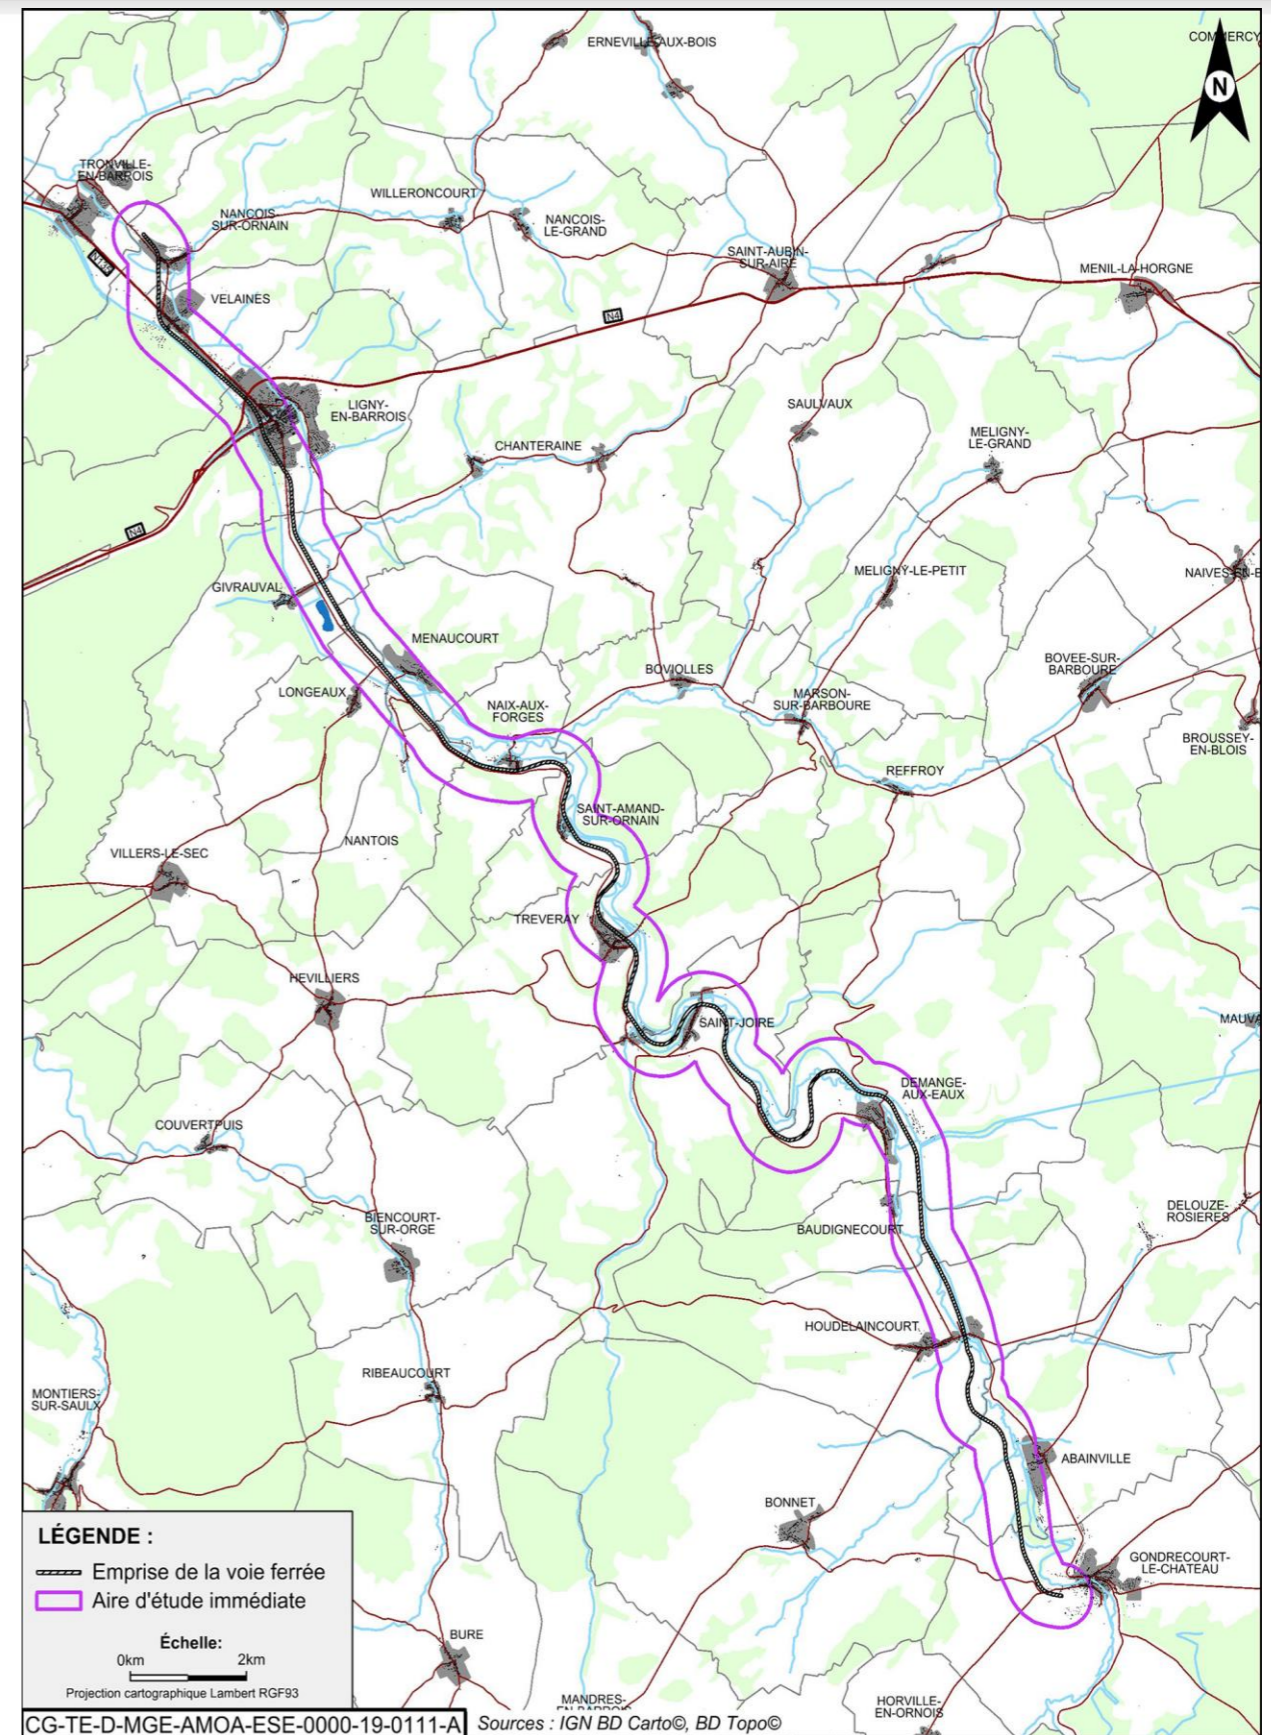 ERNEVILLE-AUX-BOIS
COMMERCY
N
TRONVILLE-
EN-BARROIS
WILLERONCOURT
NANCOIS-
SUR-ORNAIN
NANCOIS-
LE-GRAND
SAINT-AUBIN-
SUR-AIRE
MENIL-LA-HORGNE
VELAINES
N4
LIGNY-
EN-BARROIS
SAULVAUX
CHANTERAINE
MELIGNY-
LE-GRAND
N4
GIVRAUVAL
MELIGNY-LE-PETIT
NAIVES-EN-B
MENAUCOURT
BOVIOLLES
BOVEE-SUR-
BARBOURE
LONGEAUX
NAIX-AUX-
FORGES
MARSON-
SUR-BARBOURE
BROUSSEY-
EN-BLOIS
REFFROY
SAINT-AMAND-
SUR-ORNAIN
NANTOIS
VILLERS-LE-SEC
TREVERAY
HEVILLIERS
SAINT-JOIRE
MAUVA
DEMANGE-
AUX-EAUX
COUVERTPUIS
BIENCOURT-
SUR-ORGE
BAUDIGNECOURT
DELOUZE-
ROSIERES
HOUDELAINCOURT
RIBEAUCOURT
MONTIERS-
SUR-SAULX
ABAINVILLE
BONNET
GONDRECOURT-
LE-CHATEAU
BURE
MANDRES-
EN-BARROIS
HORVILLE-
EN-ORNOIS
LÉGENDE :
Emprise de la voie ferrée
Aire d'étude immédiate
Échelle:
0km 2km
Projection cartographique Lambert RGF93
CG-TE-D-MGE-AMOA-ESE-0000-19-0111-A
Sources : IGN BD Carto©, BD Topo©